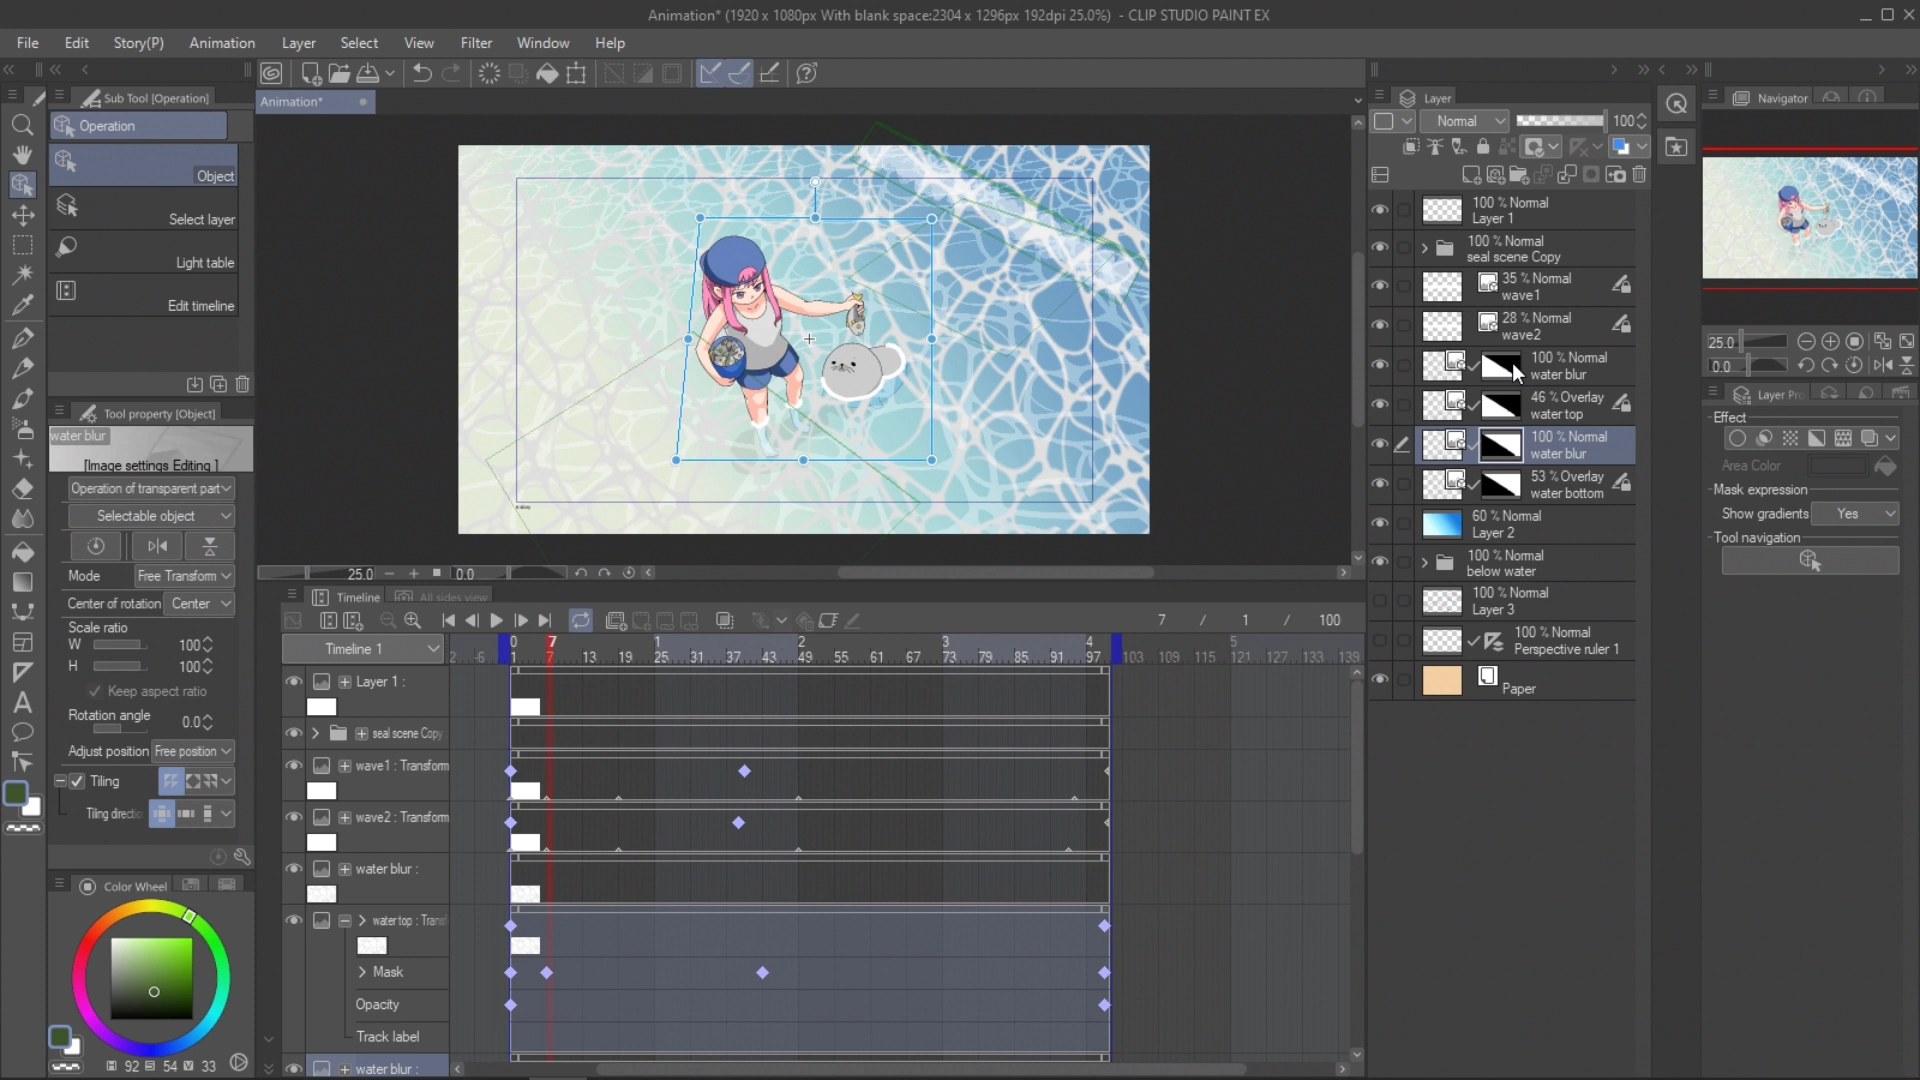 Animation* (1920 x 1080px With blank space:2304 x 1296px 192dpi 25.0%)  - CLIP STUDIO PAINT EX
File Edit Story(P) Animation Layer Select View Filter Window Help
Sub Tool [Operation]
Operation
Object
Select layer
Light table
Edit timeline
Tool property [Object]
water blur
[Image settings Editing ]
Operation of transparent part
Selectable object
Mode Free Transform
Center of rotation Center
Scale ratio
W 100
H 100
Keep aspect ratio
Rotation angle 0.0
Adjust position Free position
Tiling
Tiling directio
Color Wheel
92 54 33
Animation*
25.0 0.0
Timeline All sides view
7 / 1 / 100
Timeline 1
0 7 1 2 3 4 5
2 -6 1 7 13 19 25 31 37 43 49 55 61 67 73 79 85 91 97 103 109 115 121 127 133 139
Layer 1 :
seal scene Copy
wave1 : Transform
wave2 : Transform
water blur :
water top : Trans
Mask
Opacity
Track label
water blur :
Layer
Normal 100
100 % Normal
Layer 1
100 % Normal
seal scene Copy
35 % Normal
wave1
28 % Normal
wave2
100 % Normal
water blur
46 % Overlay
water top
100 % Normal
water blur
53 % Overlay
water bottom
60 % Normal
Layer 2
100 % Normal
below water
100 % Normal
Layer 3
100 % Normal
Perspective ruler 1
Paper
Navigator
25.0
0.0
Layer Pr
Effect
Area Color
Mask expression
Show gradients Yes
Tool navigation